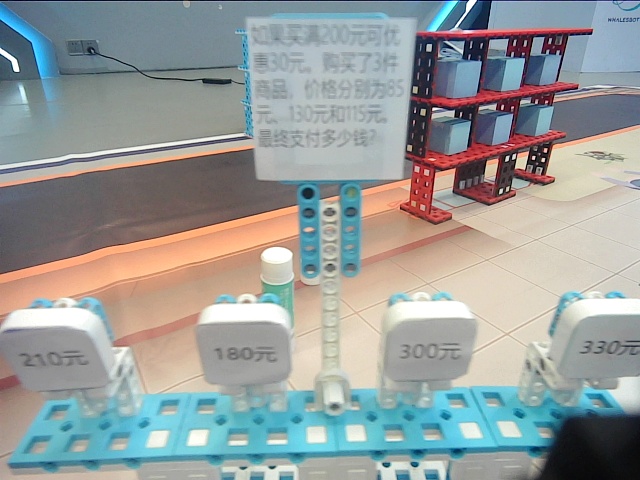 如果买满200元可优
惠30元，购买了3件
商品，价格分别为85
元、130元和115元，
最终支付多少钱?
210元
180元
300元
330元
WHALESBOT